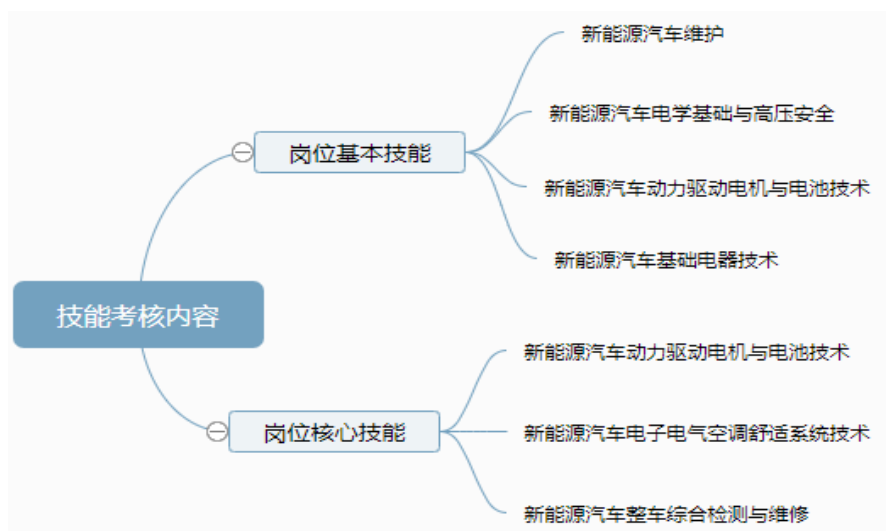 技能考核内容
岗位基本技能
新能源汽车维护
新能源汽车电学基础与高压安全
新能源汽车动力驱动电机与电池技术
新能源汽车基础电器技术
岗位核心技能
新能源汽车动力驱动电机与电池技术
新能源汽车电子电气空调舒适系统技术
新能源汽车整车综合检测与维修